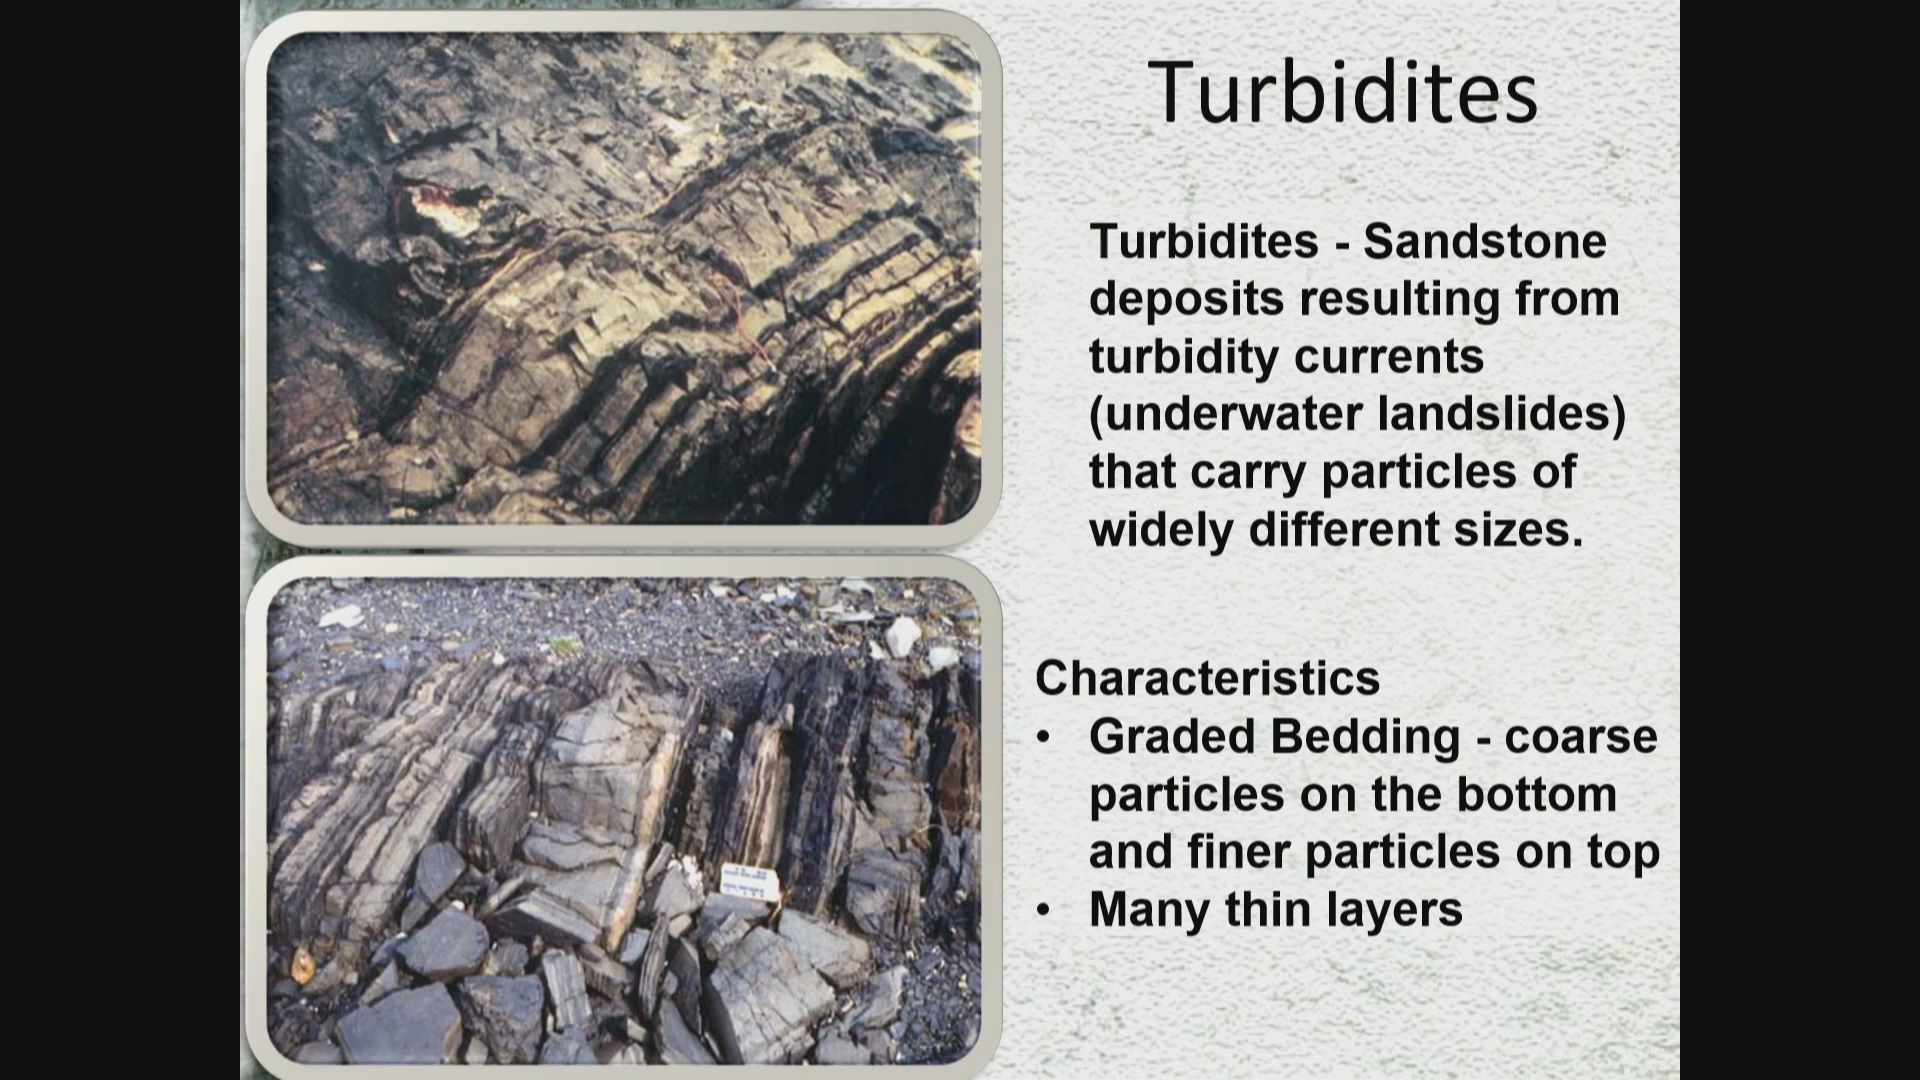 Turbidites
Turbidites - Sandstone
deposits resulting from
turbidity currents
(underwater landslides)
that carry particles of
widely different sizes.
Characteristics
• Graded Bedding - coarse
particles on the bottom
and finer particles on top
• Many thin layers